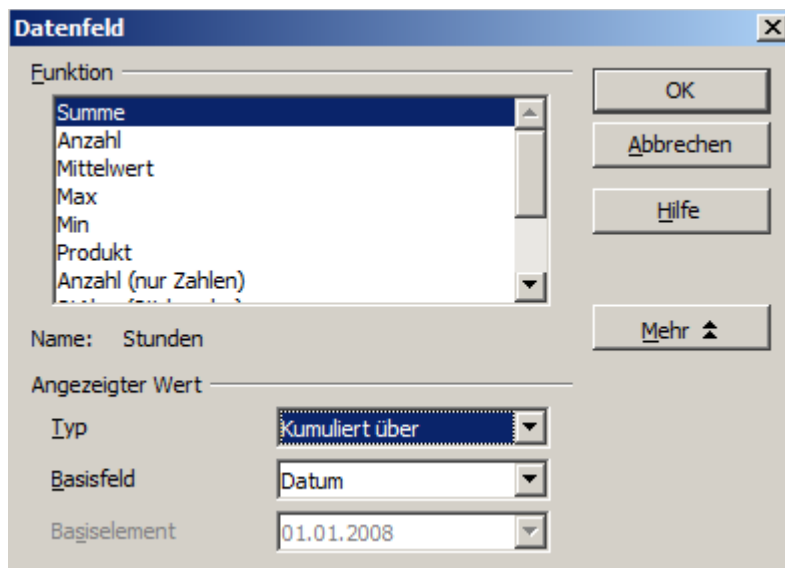 Datenfeld
Funktion
Summe
Anzahl
Mittelwert
Max
Min
Produkt
Anzahl (nur Zahlen)
OK
Abbrechen
Hilfe
Mehr
Name: Stunden
Angezeigter Wert
Typ
Kumuliert über
Basisfeld
Datum
Basiselement
01.01.2008